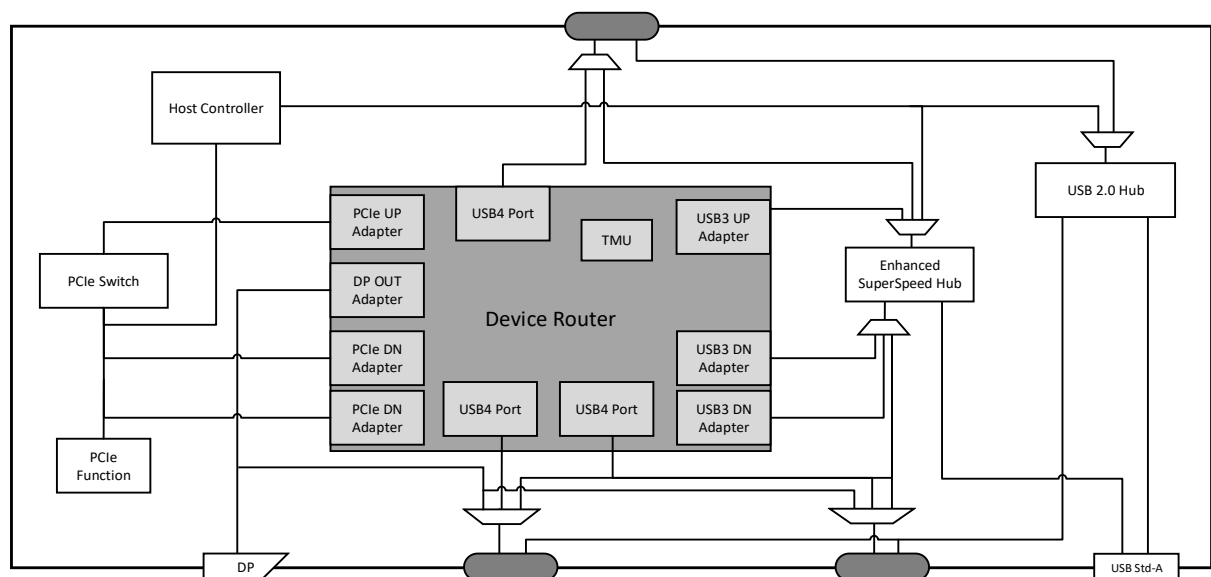 Host Controller
USB 2.0 Hub
PCIe UP
Adapter
USB4 Port
TMU
USB3 UP
Adapter
PCIe Switch
DP OUT
Adapter
Enhanced
SuperSpeed Hub
Device Router
PCIe DN
Adapter
USB3 DN
Adapter
PCIe DN
Adapter
USB4 Port
USB4 Port
USB3 DN
Adapter
PCIe
Function
DP
USB Std-A